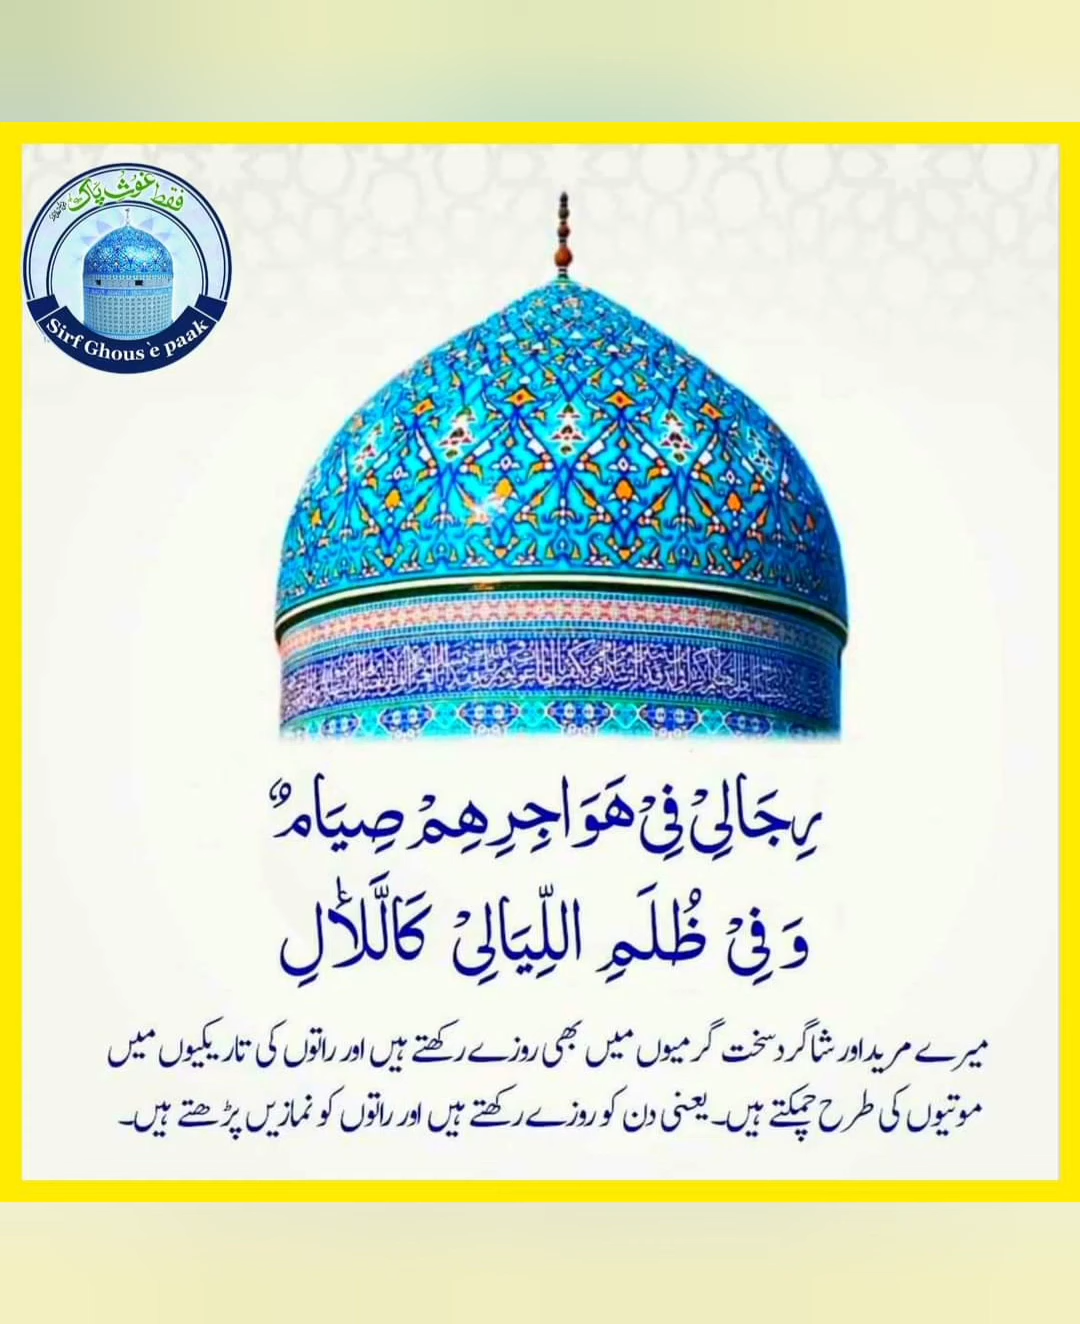 فقط غوثِ پاک
Sirf Ghous`e paak
رِجَالِیْ فِیْ هَوَاجِرِهِمْ صِیَامٌ
وَ فِیْ ظُلَمِ اللِّیَالِیْ کَاللَّاٰلِ
میرے مرید اور شاگرد سخت گرمیوں میں بھی روزے رکھتے ہیں اور راتوں کی تاریکیوں میں
موتیوں کی طرح چمکتے ہیں۔ یعنی دن کو روزے رکھتے ہیں اور راتوں کو نمازیں پڑھتے ہیں۔